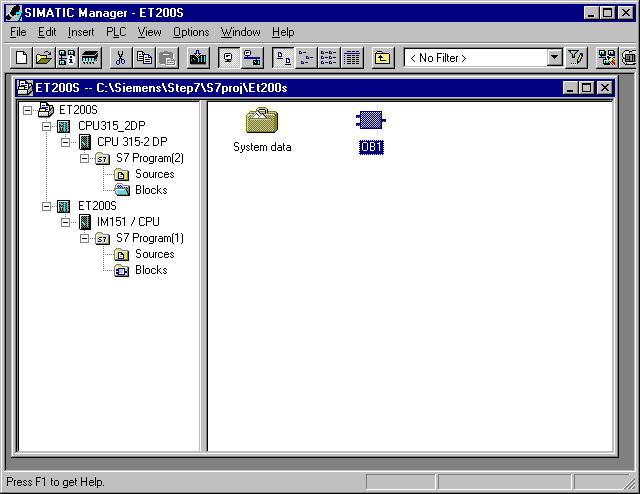 SIMATIC Manager - ET200S
File Edit Insert PLC View Options Window Help
< No Filter >
ET200S -- C:\Siemens\Step7\S7proj\Et200s
ET200S
CPU315_2DP
CPU 315-2 DP
S7 Program(2)
Sources
Blocks
ET200S
IM151 / CPU
S7 Program(1)
Sources
Blocks
System data
OB1
Press F1 to get Help.